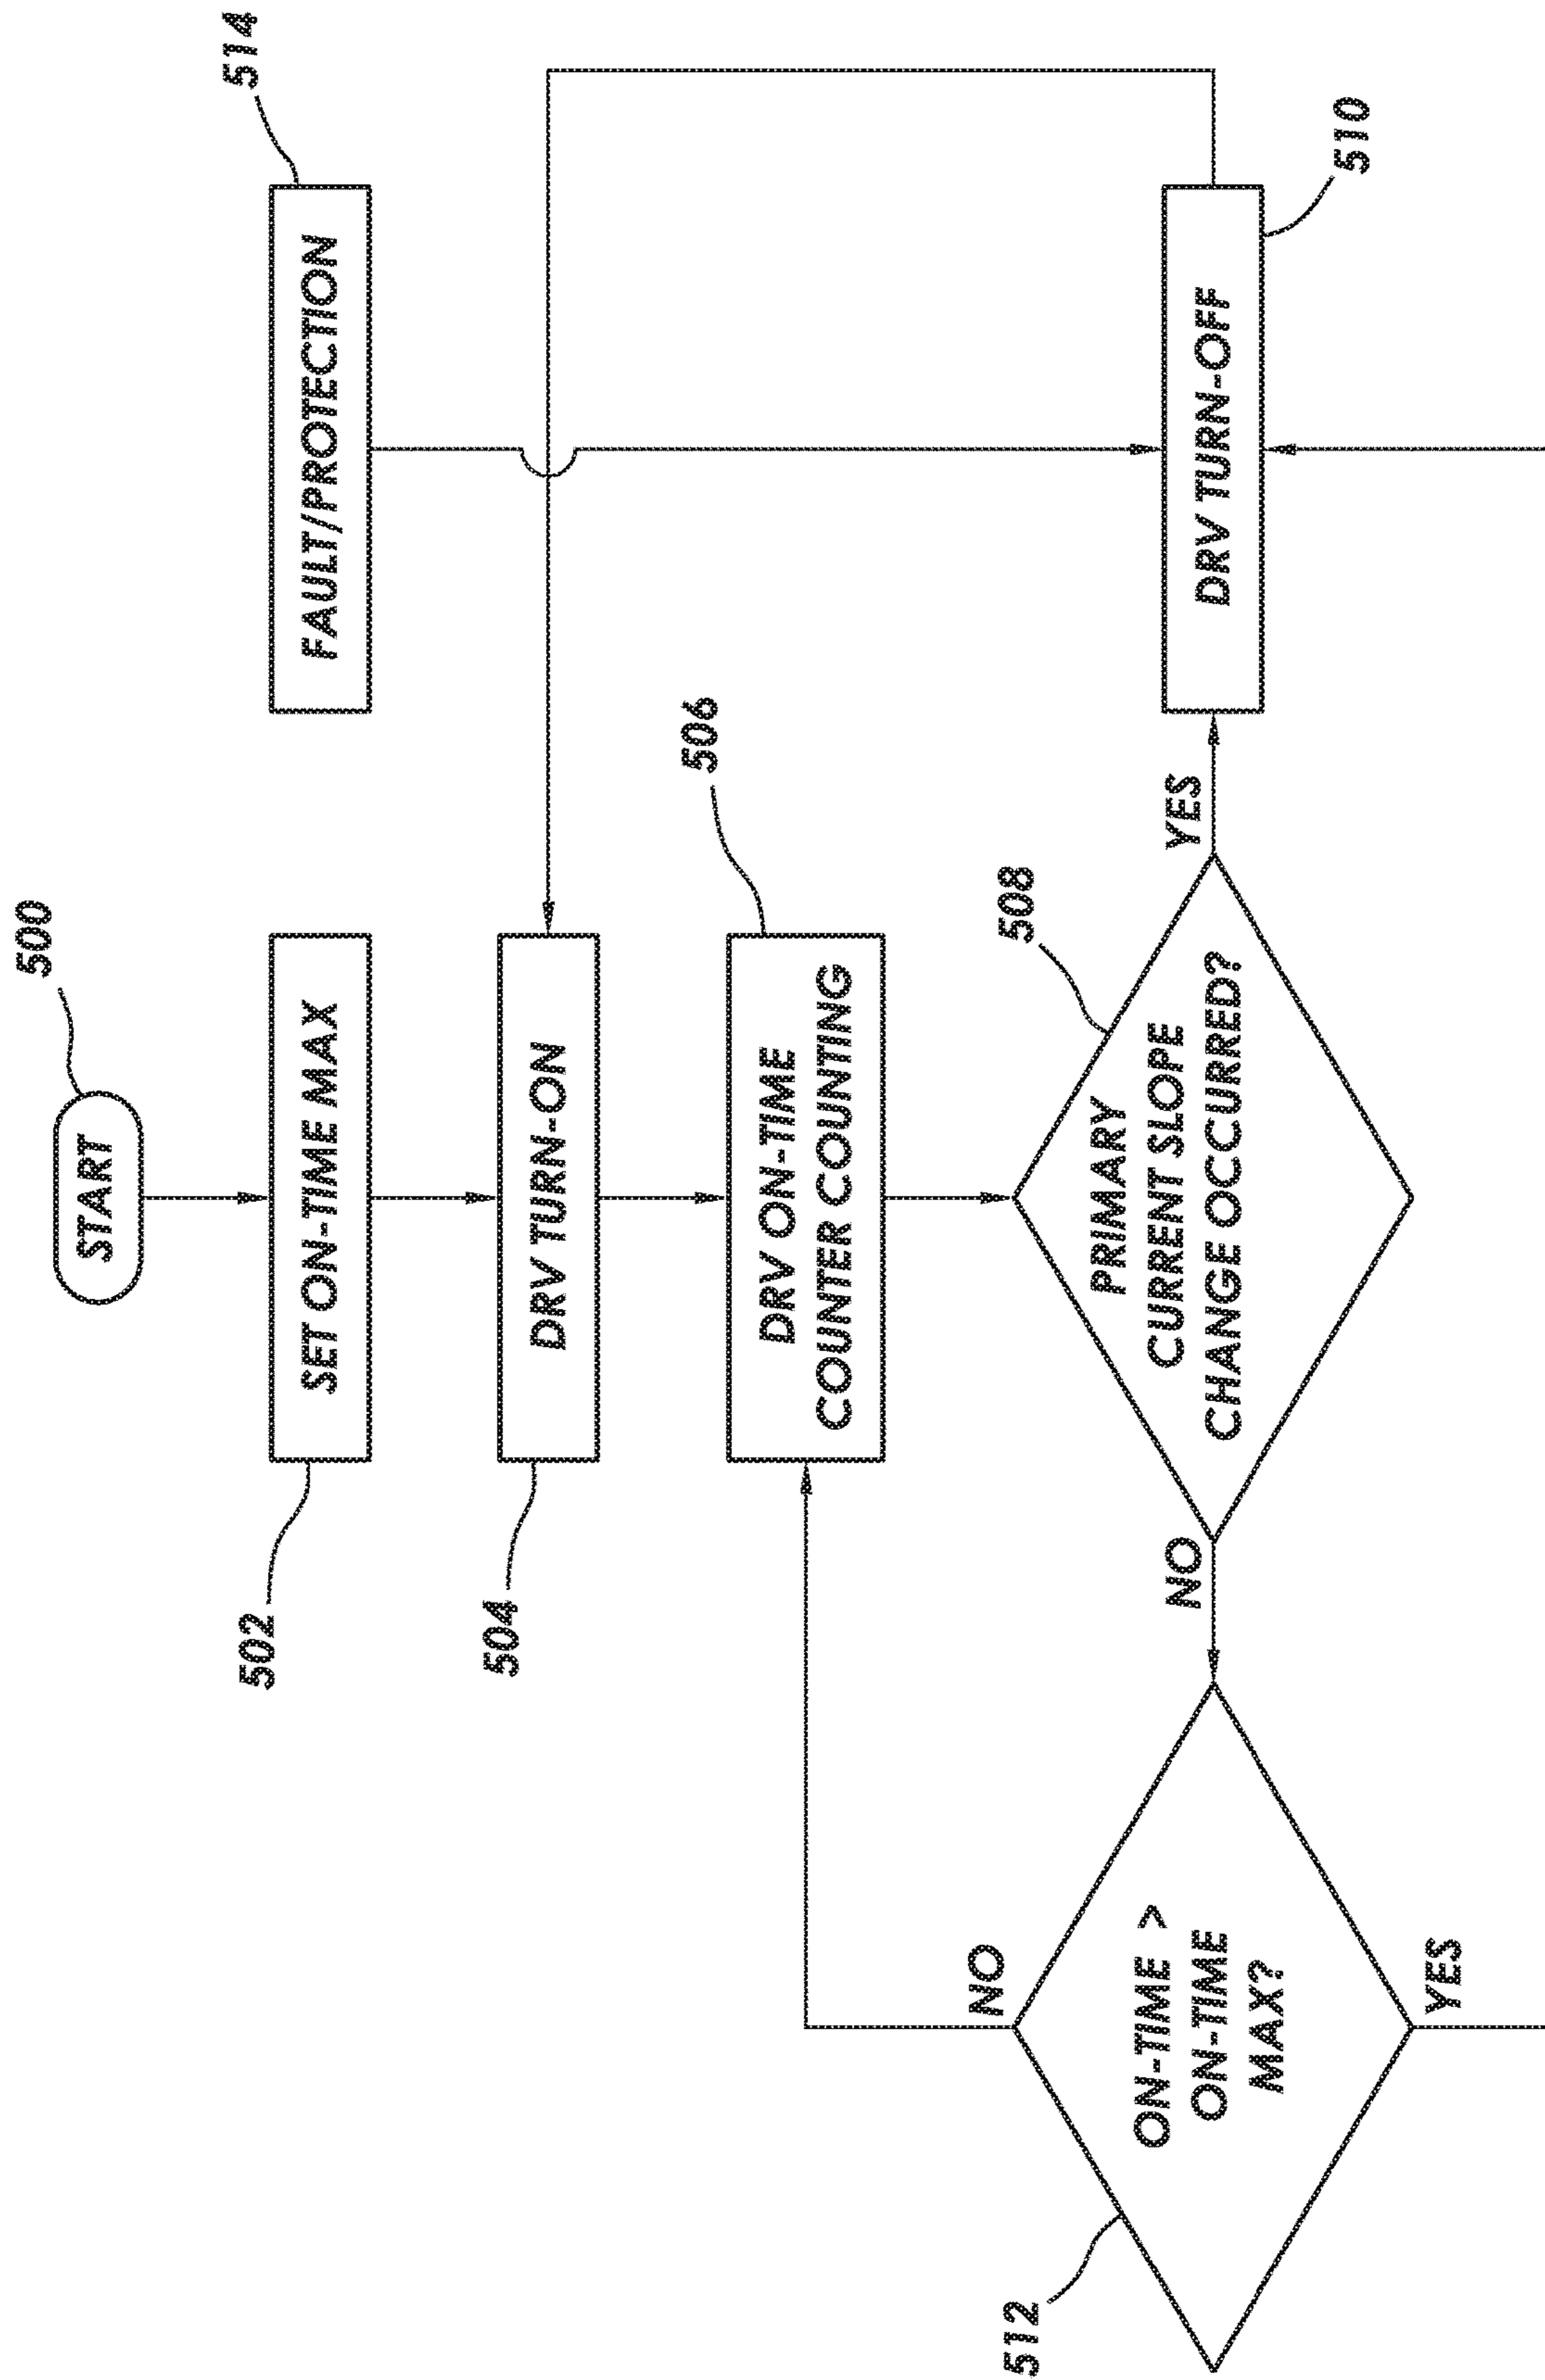 500
START
514
502
SET ON-TIME MAX
FAULT/PROTECTION
504
DRV TURN-ON
506
DRV ON-TIME
COUNTER COUNTING
512
NO
ON-TIME >
ON-TIME
MAX?
YES
NO
508
PRIMARY
CURRENT SLOPE
CHANGE OCCURRED?
YES
DRV TURN-OFF
510